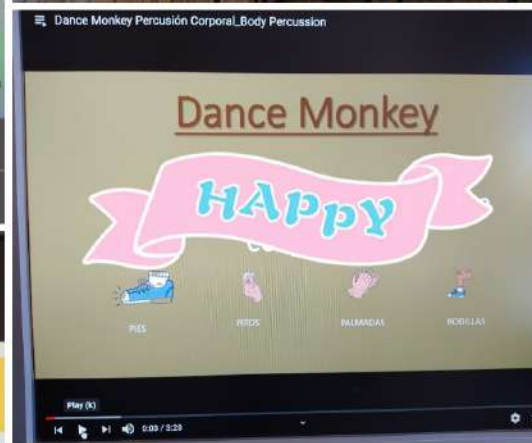 Dance Monkey Percusión Corporal_Body Percussion
Dance Monkey
HAppY
PIES
PITOS
PALMADAS
RODILLAS
Play (k)
0:03 / 3:28